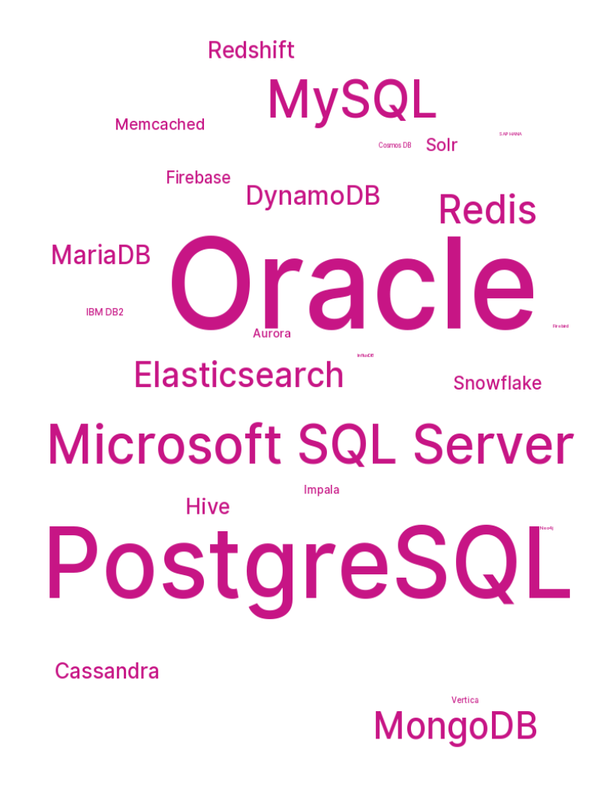 Redshift
MySQL
Memcached
SAP HANA
Cosmos DB
Solr
Firebase
DynamoDB
Redis
MariaDB
Oracle
IBM DB2
Aurora
InfluxDB
Elasticsearch
Snowflake
Microsoft SQL Server
Impala
Hive
PostgreSQL
Neo4j
Cassandra
Vertica
MongoDB